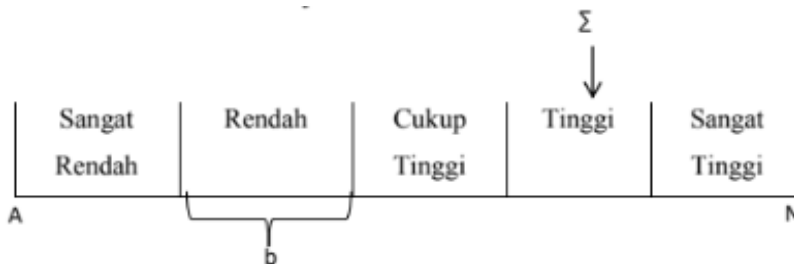 Σ
Sangat Rendah
Rendah
Cukup Tinggi
Tinggi
Sangat Tinggi
A
N
b